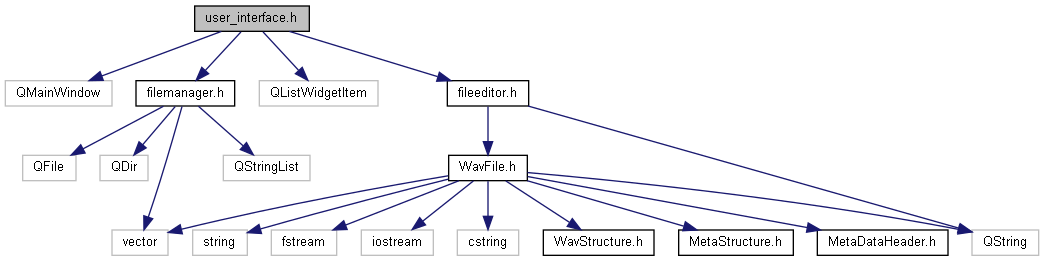 user_interface.h
QMainWindow
filemanager.h
QListWidgetItem
fileeditor.h
QFile
QDir
QStringList
WavFile.h
vector
string
fstream
iostream
cstring
WavStructure.h
MetaStructure.h
MetaDataHeader.h
QString